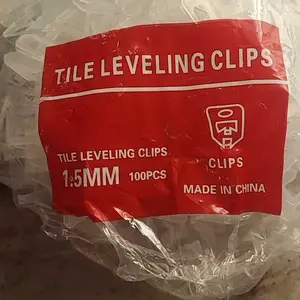 TILE LEVELING CLIPS
TILE LEVELING CLIPS
1.5MM 100PCS
CLIPS
MADE IN CHINA